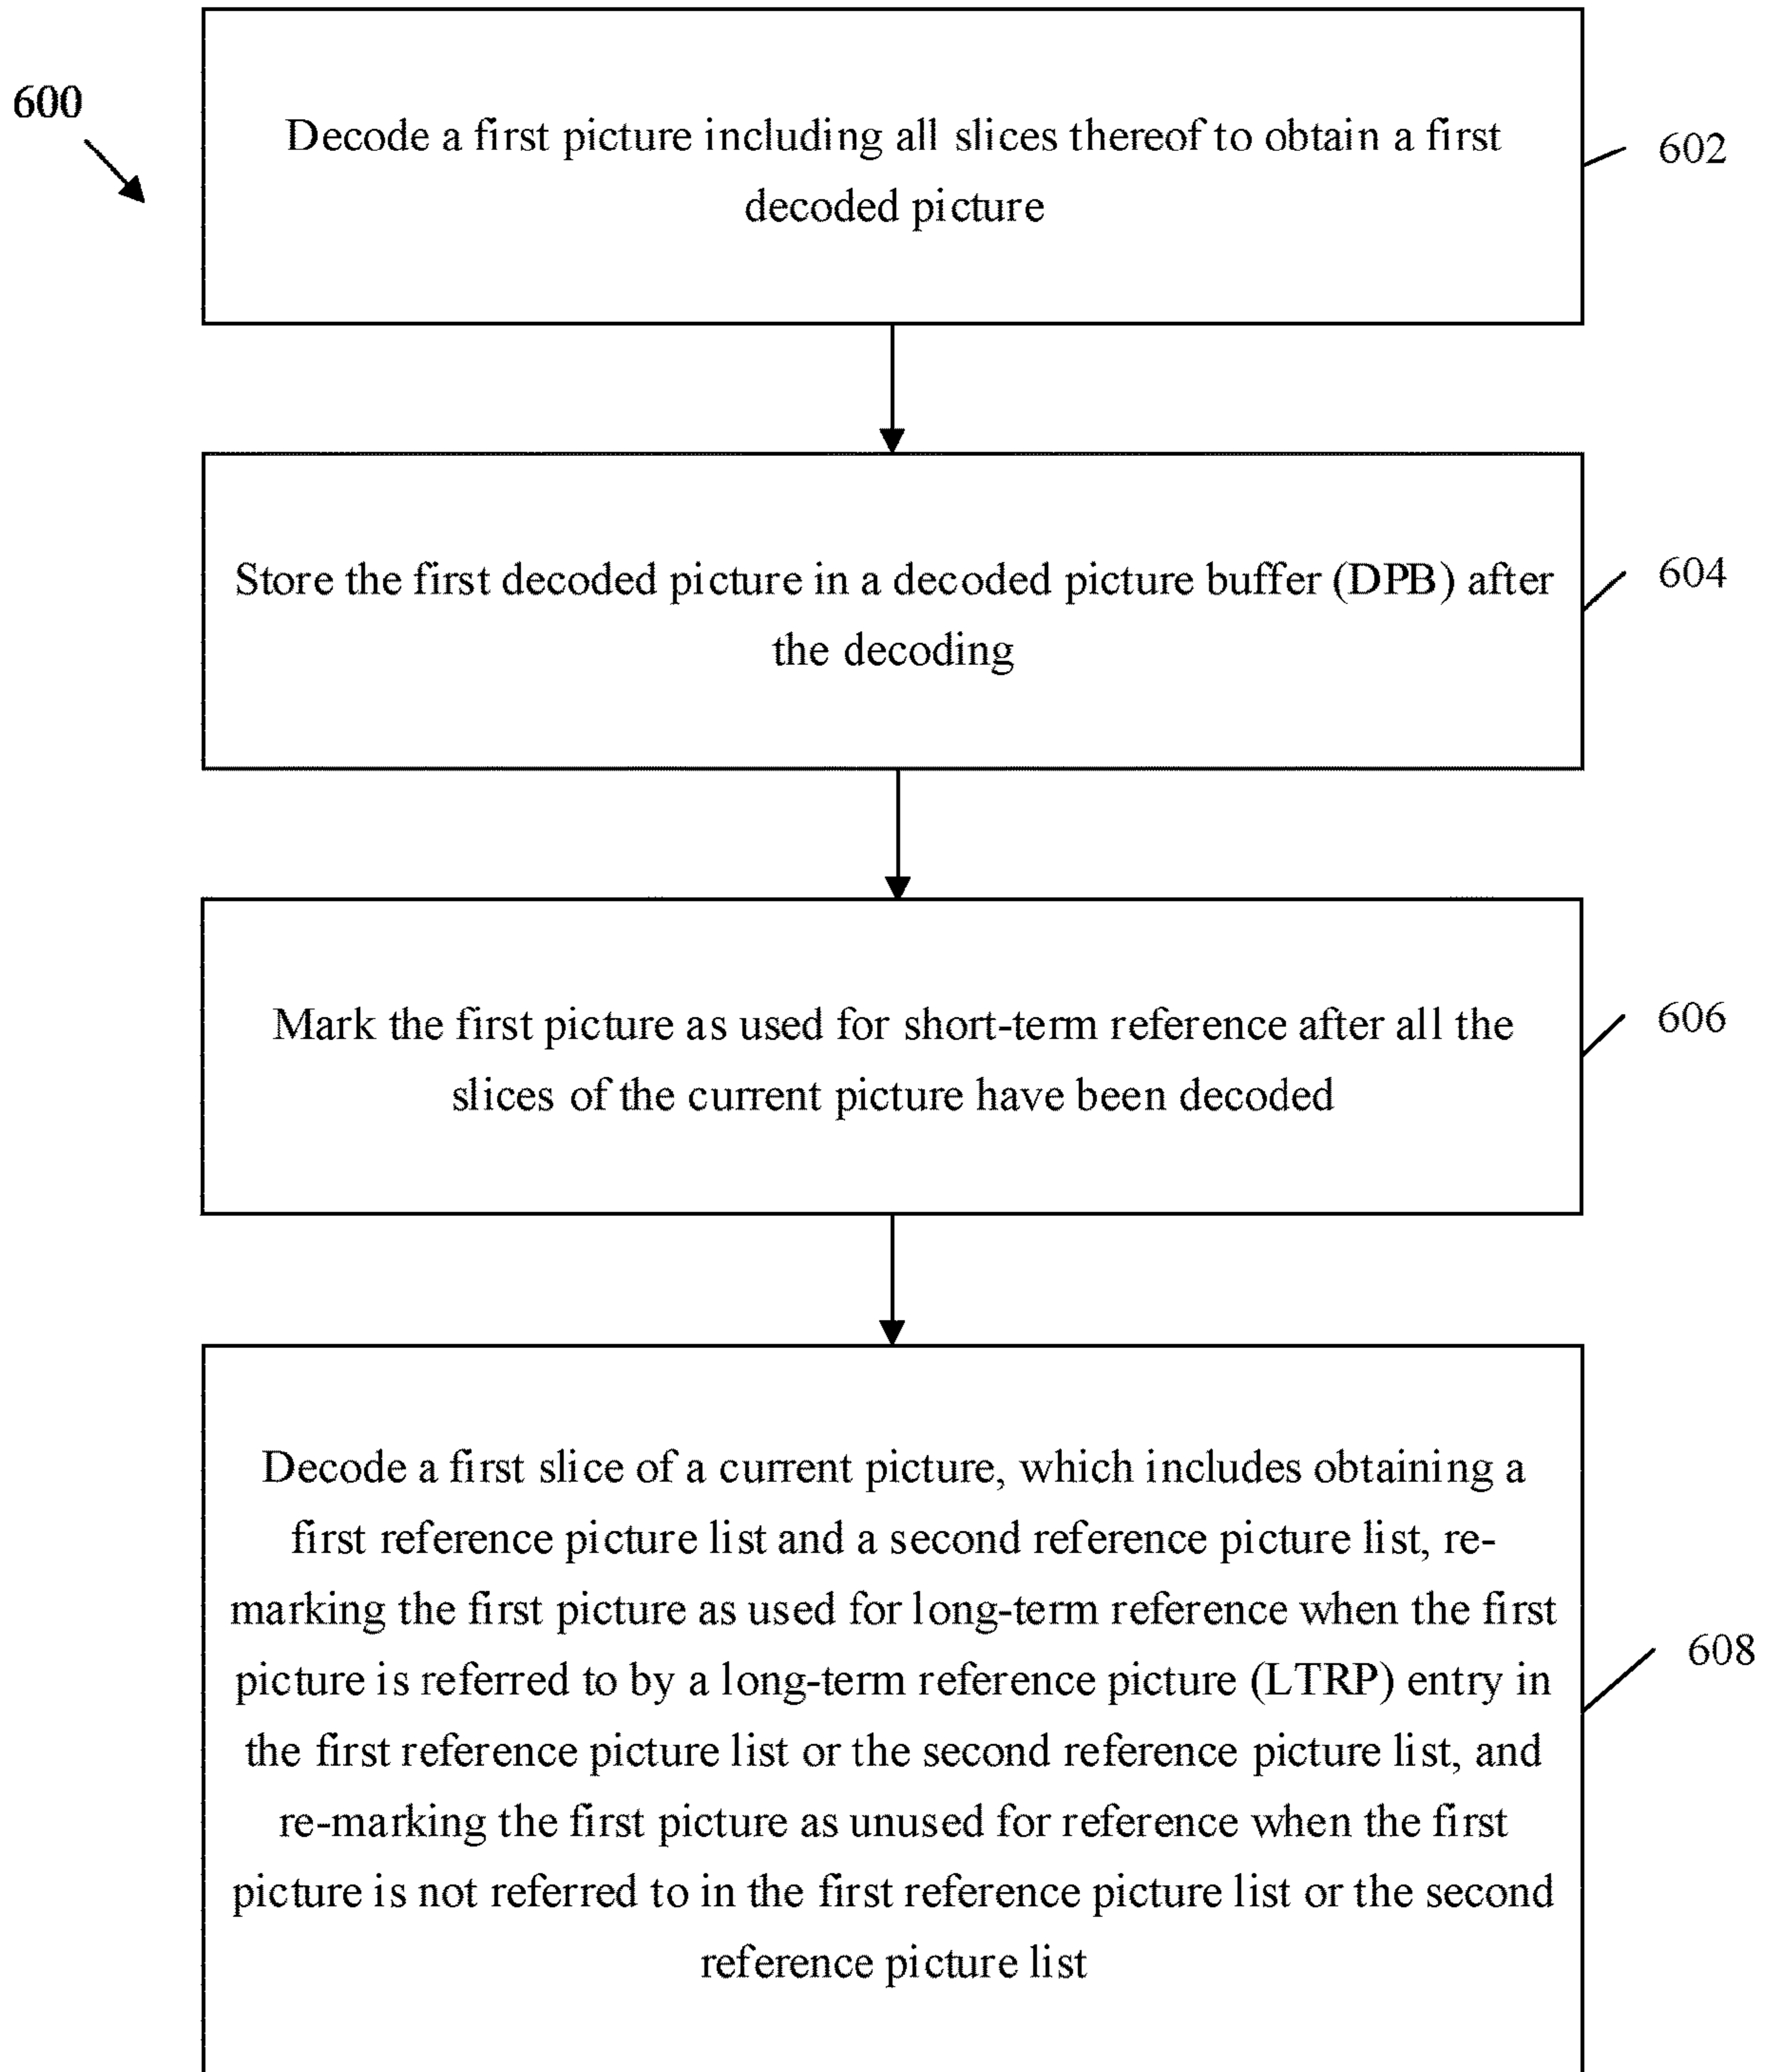 600
Decode a first picture including all slices thereof to obtain a first
decoded picture
602
Store the first decoded picture in a decoded picture buffer (DPB) after
the decoding
604
Mark the first picture as used for short-term reference after all the
slices of the current picture have been decoded
606
Decode a first slice of a current picture, which includes obtaining a
first reference picture list and a second reference picture list, re-
marking the first picture as used for long-term reference when the first
picture is referred to by a long-term reference picture (LTRP) entry in
the first reference picture list or the second reference picture list, and
re-marking the first picture as unused for reference when the first
picture is not referred to in the first reference picture list or the second
reference picture list
608